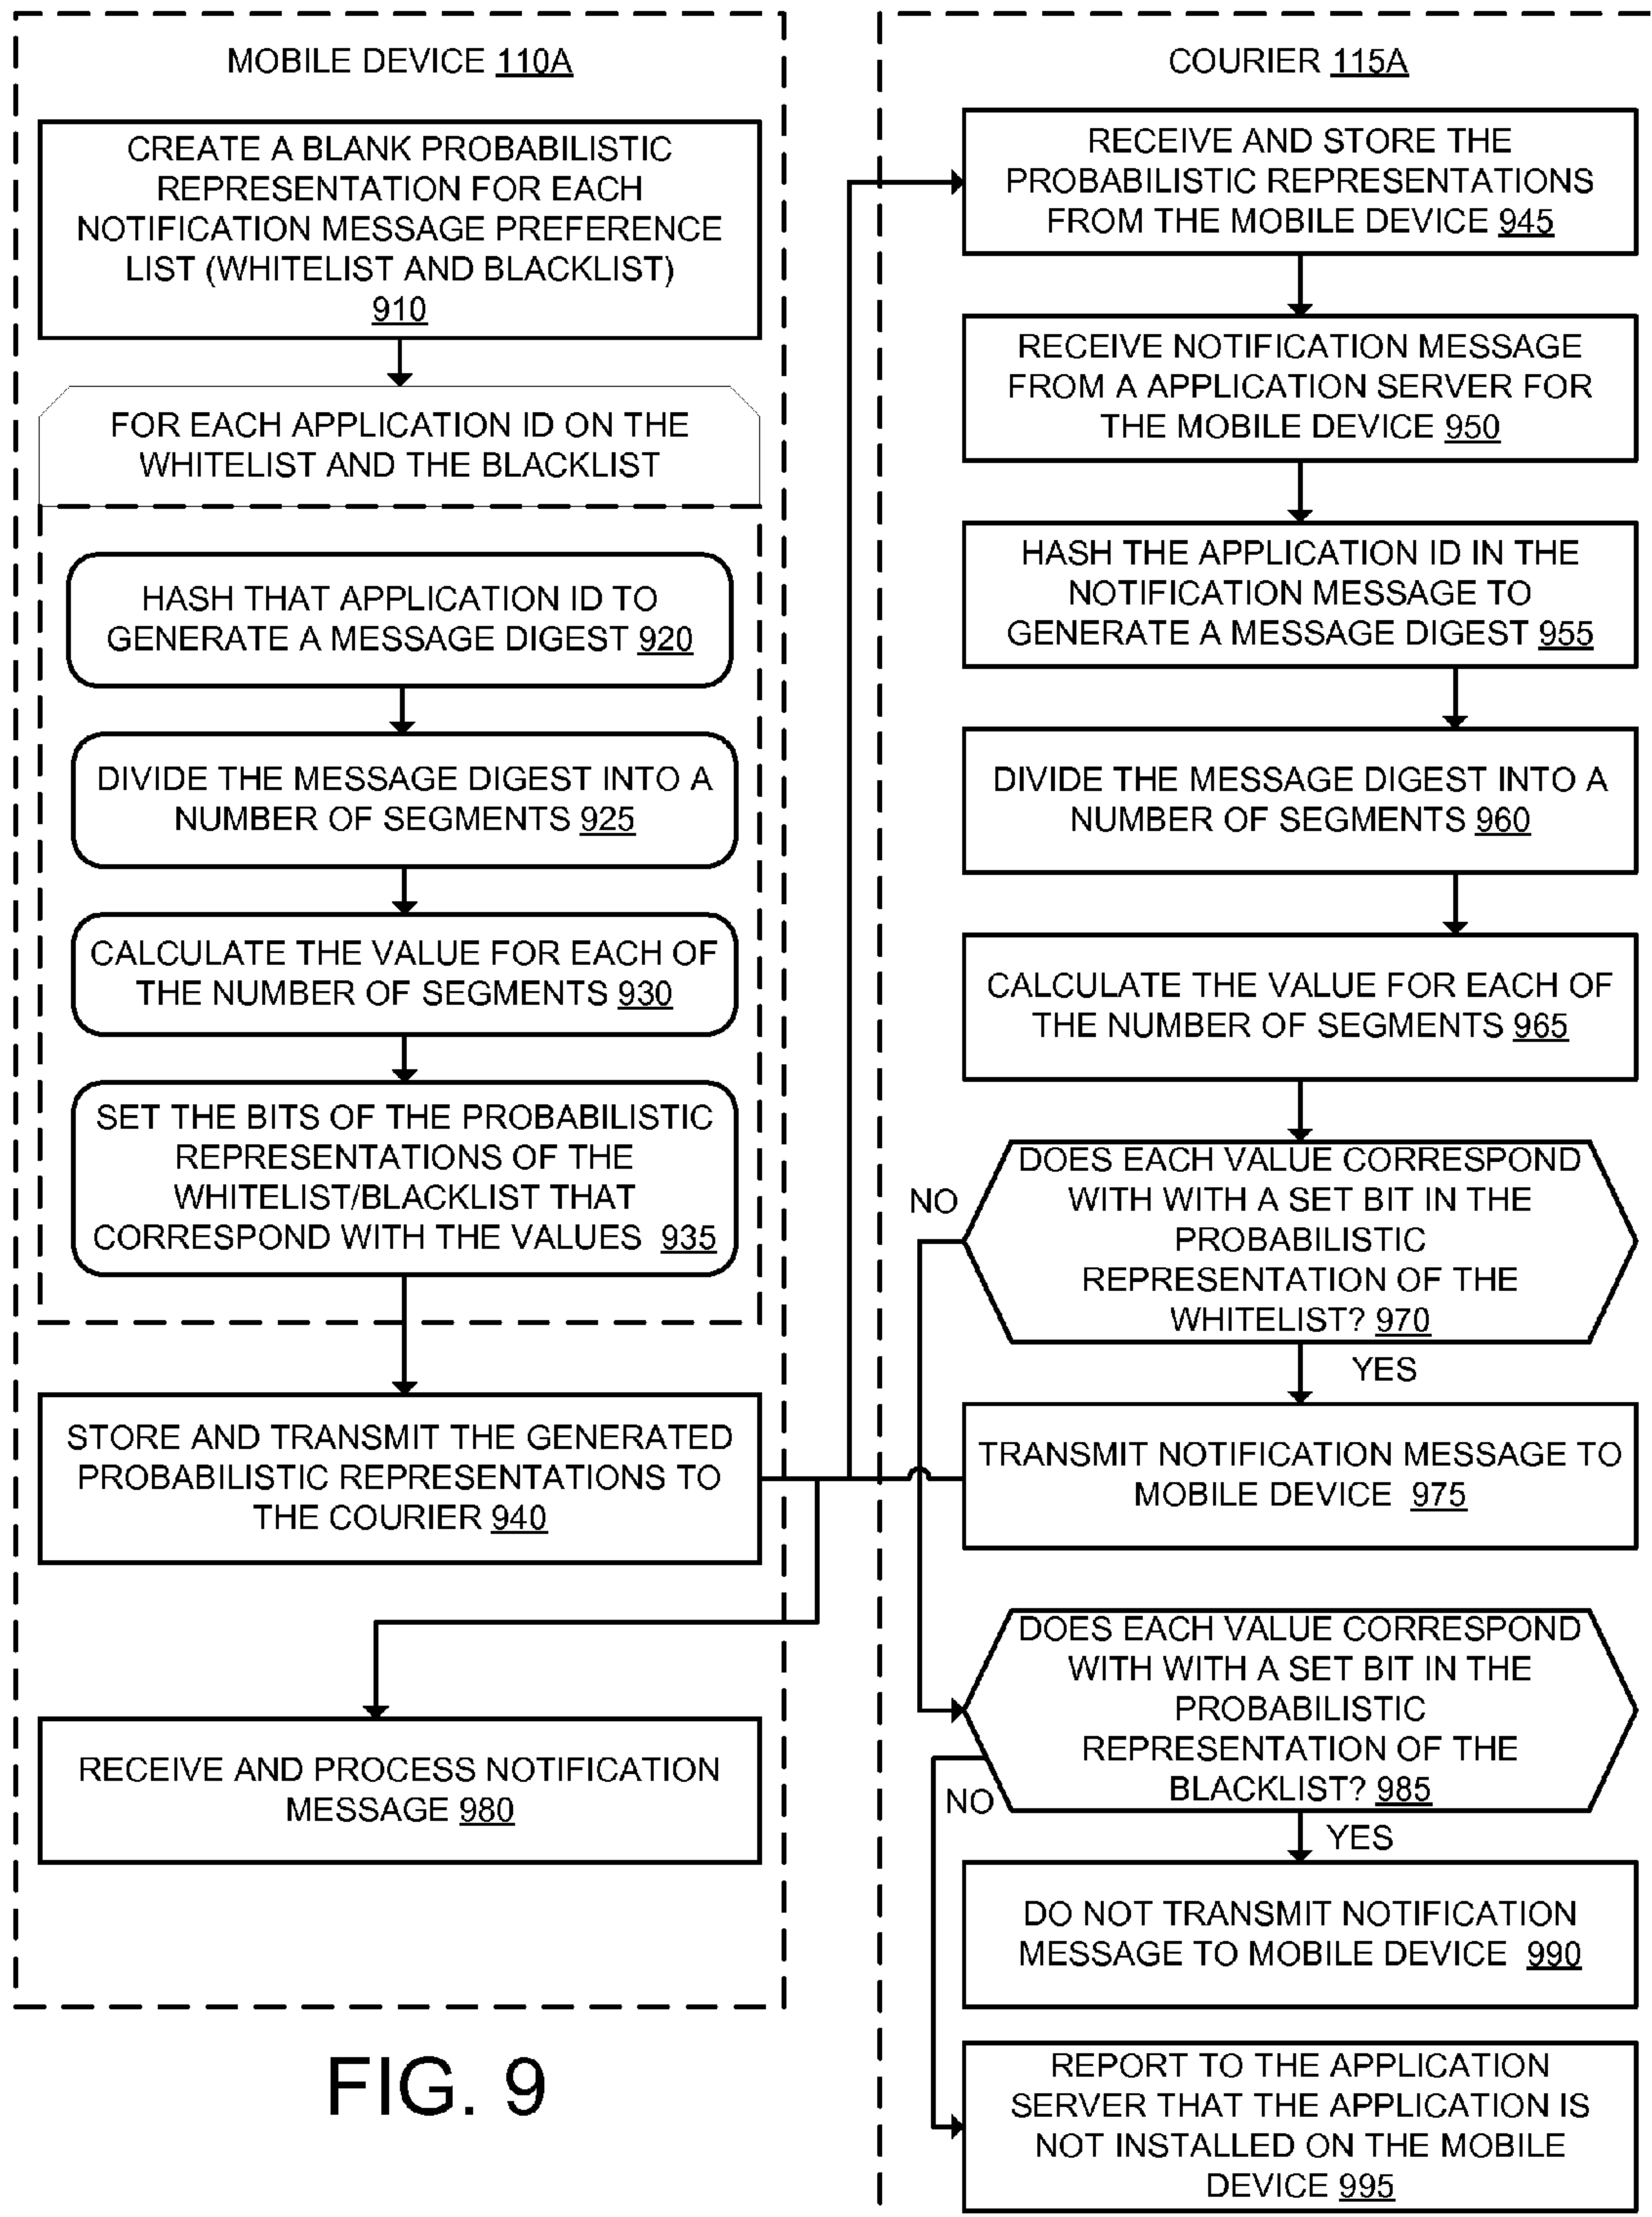 MOBILE DEVICE 110A
CREATE A BLANK PROBABILISTIC
REPRESENTATION FOR EACH
NOTIFICATION MESSAGE PREFERENCE
LIST (WHITELIST AND BLACKLIST)
910
FOR EACH APPLICATION ID ON THE
WHITELIST AND THE BLACKLIST
HASH THAT APPLICATION ID TO
GENERATE A MESSAGE DIGEST 920
DIVIDE THE MESSAGE DIGEST INTO A
NUMBER OF SEGMENTS 925
CALCULATE THE VALUE FOR EACH OF
THE NUMBER OF SEGMENTS 930
SET THE BITS OF THE PROBABILISTIC
REPRESENTATIONS OF THE
WHITELIST/BLACKLIST THAT
CORRESPOND WITH THE VALUES 935
STORE AND TRANSMIT THE GENERATED
PROBABILISTIC REPRESENTATIONS TO
THE COURIER 940
RECEIVE AND PROCESS NOTIFICATION
MESSAGE 980
FIG. 9
COURIER 115A
RECEIVE AND STORE THE
PROBABILISTIC REPRESENTATIONS
FROM THE MOBILE DEVICE 945
RECEIVE NOTIFICATION MESSAGE
FROM A APPLICATION SERVER FOR
THE MOBILE DEVICE 950
HASH THE APPLICATION ID IN THE
NOTIFICATION MESSAGE TO
GENERATE A MESSAGE DIGEST 955
DIVIDE THE MESSAGE DIGEST INTO A
NUMBER OF SEGMENTS 960
CALCULATE THE VALUE FOR EACH OF
THE NUMBER OF SEGMENTS 965
DOES EACH VALUE CORRESPOND
WITH WITH A SET BIT IN THE
PROBABILISTIC
REPRESENTATION OF THE
WHITELIST? 970
NO
YES
TRANSMIT NOTIFICATION MESSAGE TO
MOBILE DEVICE 975
DOES EACH VALUE CORRESPOND
WITH WITH A SET BIT IN THE
PROBABILISTIC
REPRESENTATION OF THE
BLACKLIST? 985
NO
YES
DO NOT TRANSMIT NOTIFICATION
MESSAGE TO MOBILE DEVICE 990
REPORT TO THE APPLICATION
SERVER THAT THE APPLICATION IS
NOT INSTALLED ON THE MOBILE
DEVICE 995